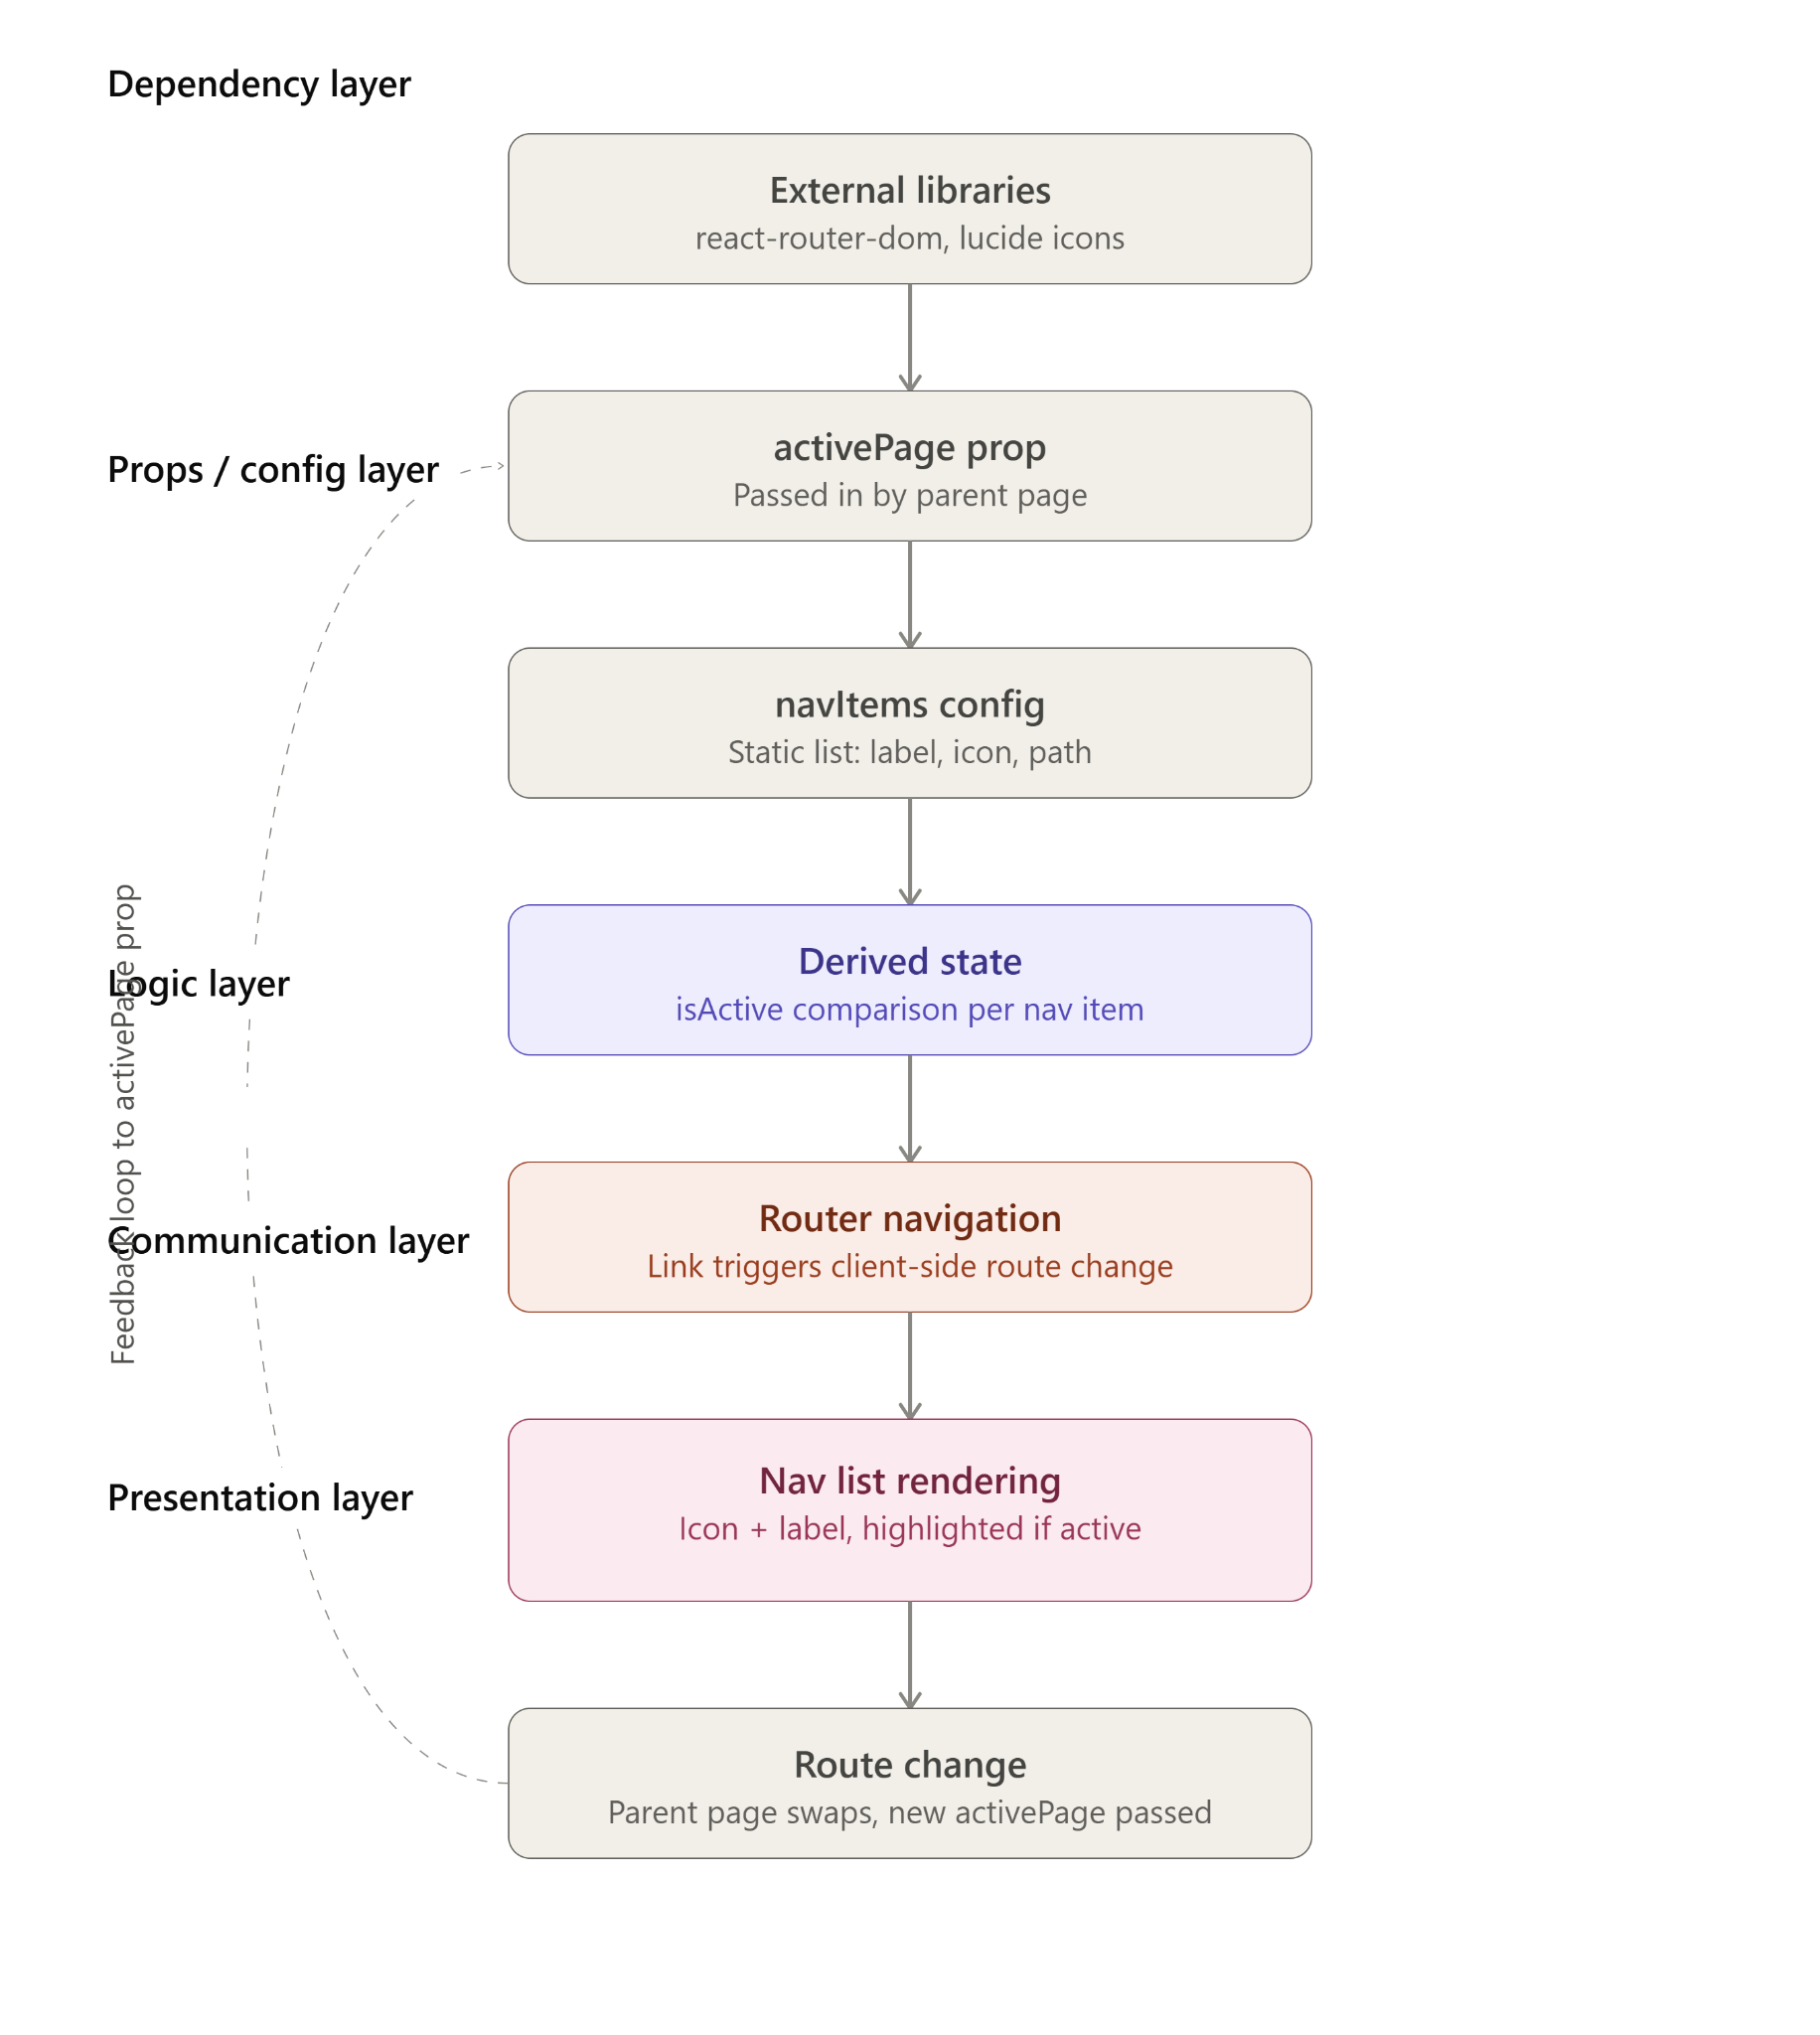 Dependency layer
External libraries
react-router-dom, lucide icons
Props / config layer
activePage prop
Passed in by parent page
navItems config
Static list: label, icon, path
Logic layer
Derived state
isActive comparison per nav item
Feedback loop to activePage prop
Communication layer
Router navigation
Link triggers client-side route change
Presentation layer
Nav list rendering
Icon + label, highlighted if active
Route change
Parent page swaps, new activePage passed